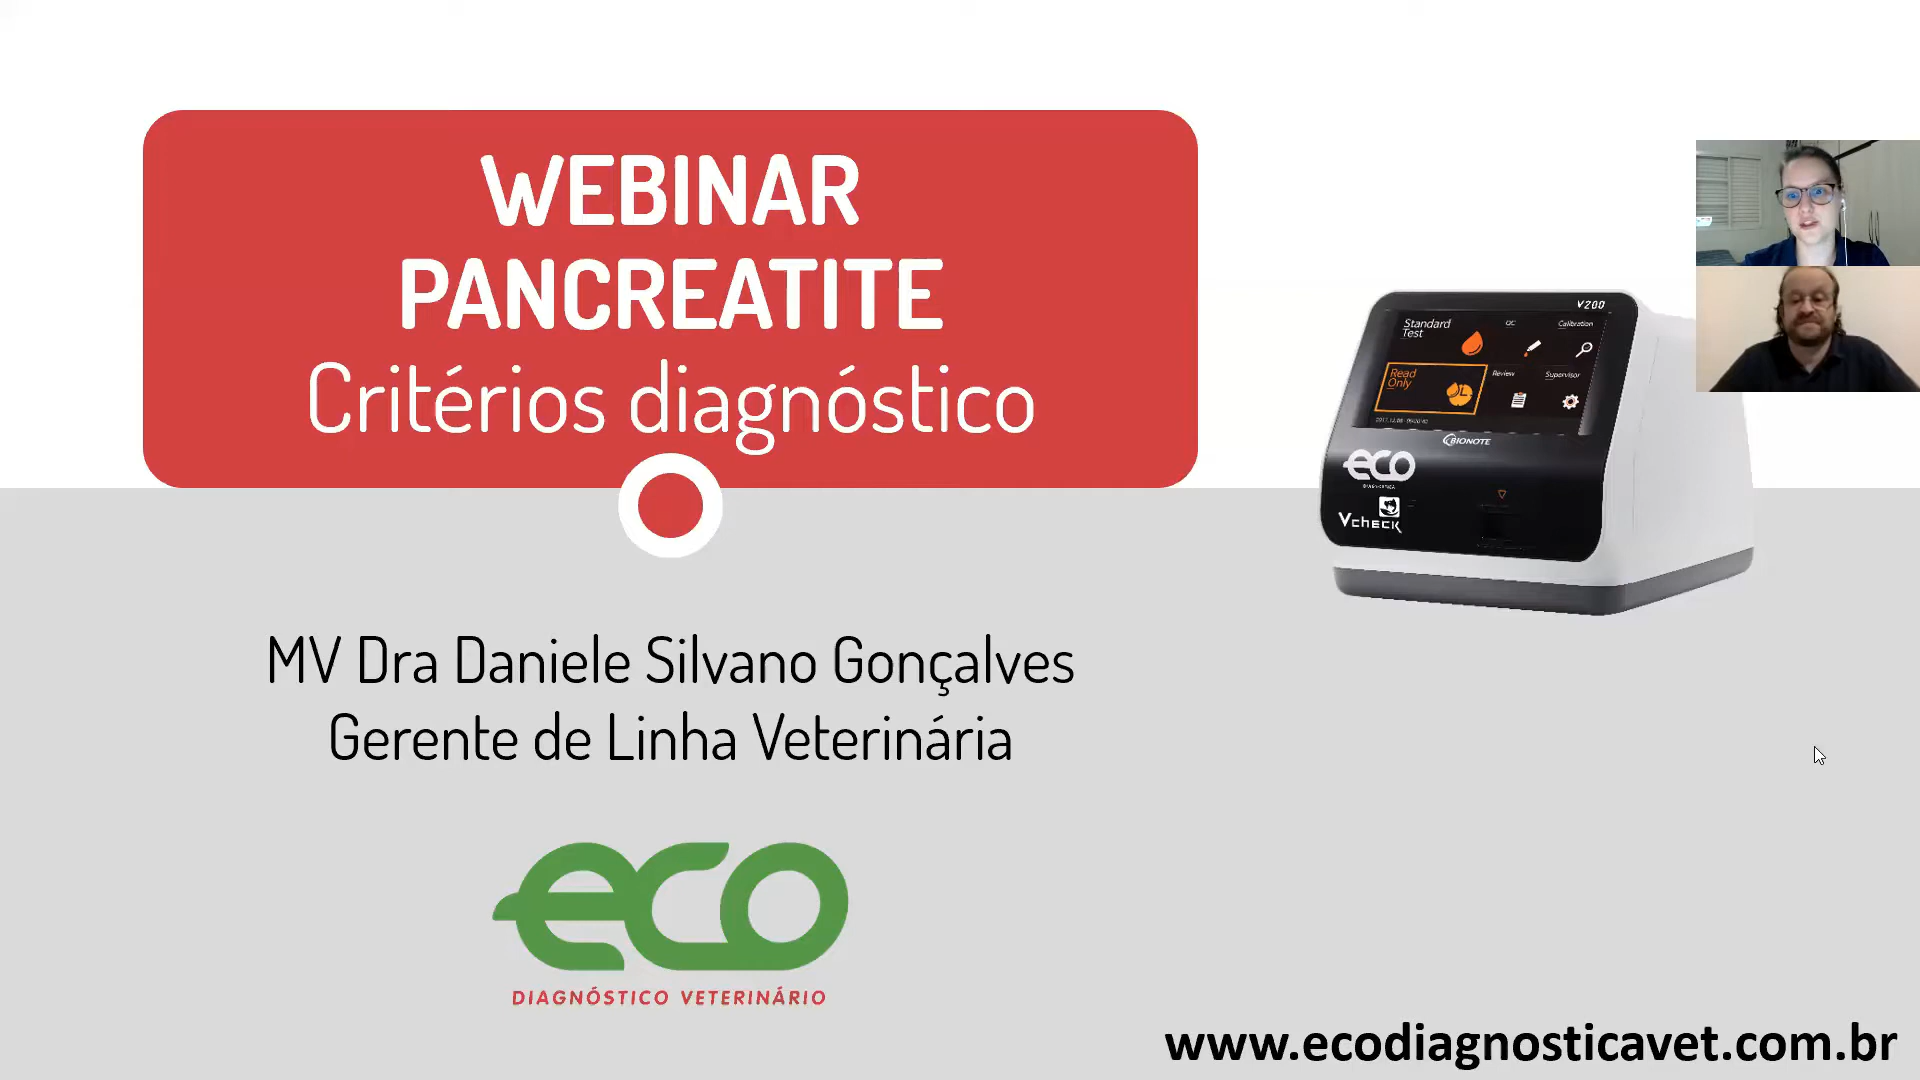 WEBINAR
PANCREATITE
Critérios diagnóstico
MV Dra Daniele Silvano Gonçalves
Gerente de Linha Veterinária
eco
DIAGNÓSTICO VETERINÁRIO
V200
Standard
Test
QC
Calibration
Read
Only
Review
Supervisor
BIONOTE
eco
Vcheck
www.ecodiagnosticavet.com.br